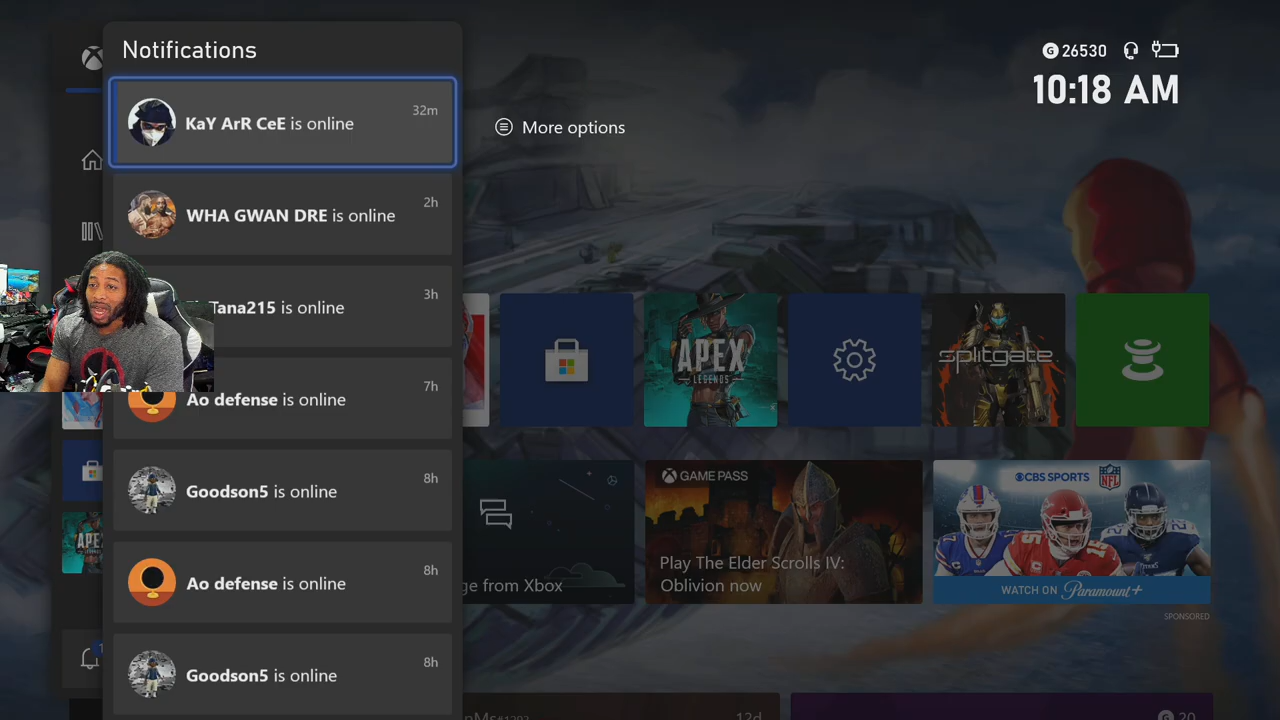 Notifications
KaY ArR CeE is online
32m
WHA GWAN DRE is online
2h
Tana215 is online
3h
Ao defense is online
7h
Goodson5 is online
8h
Ao defense is online
8h
Goodson5 is online
8h
More options
G 26530
10:18 AM
APEX
LEGENDS
splitgate
APEX
ge from Xbox
GAME PASS
Play The Elder Scrolls IV:
Oblivion now
CBS SPORTS NFL
WATCH ON Paramount+
SPONSORED
12d
G 20